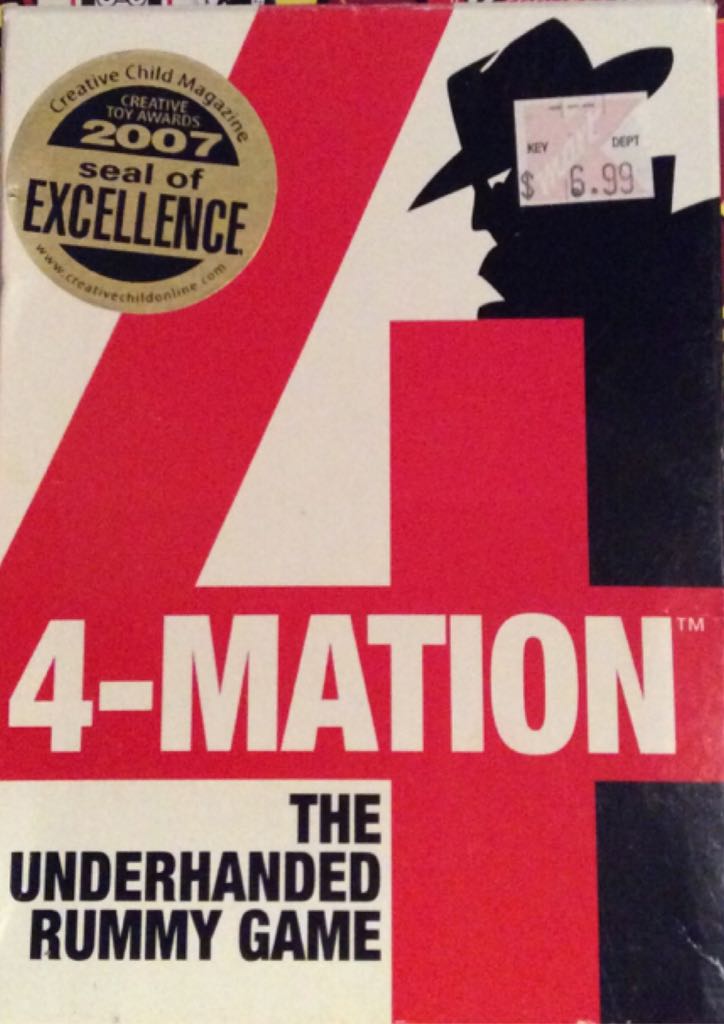 Creative Child Magazine
CREATIVE
TOY AWARDS
2007
seal of
EXCELLENCE
www.creativechildonline.com
KEY DEPT
$ 6.99
4-MATION™
THE
UNDERHANDED
RUMMY GAME